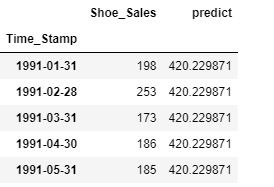 Shoe_Sales predict
Time_Stamp
1991-01-31 198 420.229871
1991-02-28 253 420.229871
1991-03-31 173 420.229871
1991-04-30 186 420.229871
1991-05-31 185 420.229871